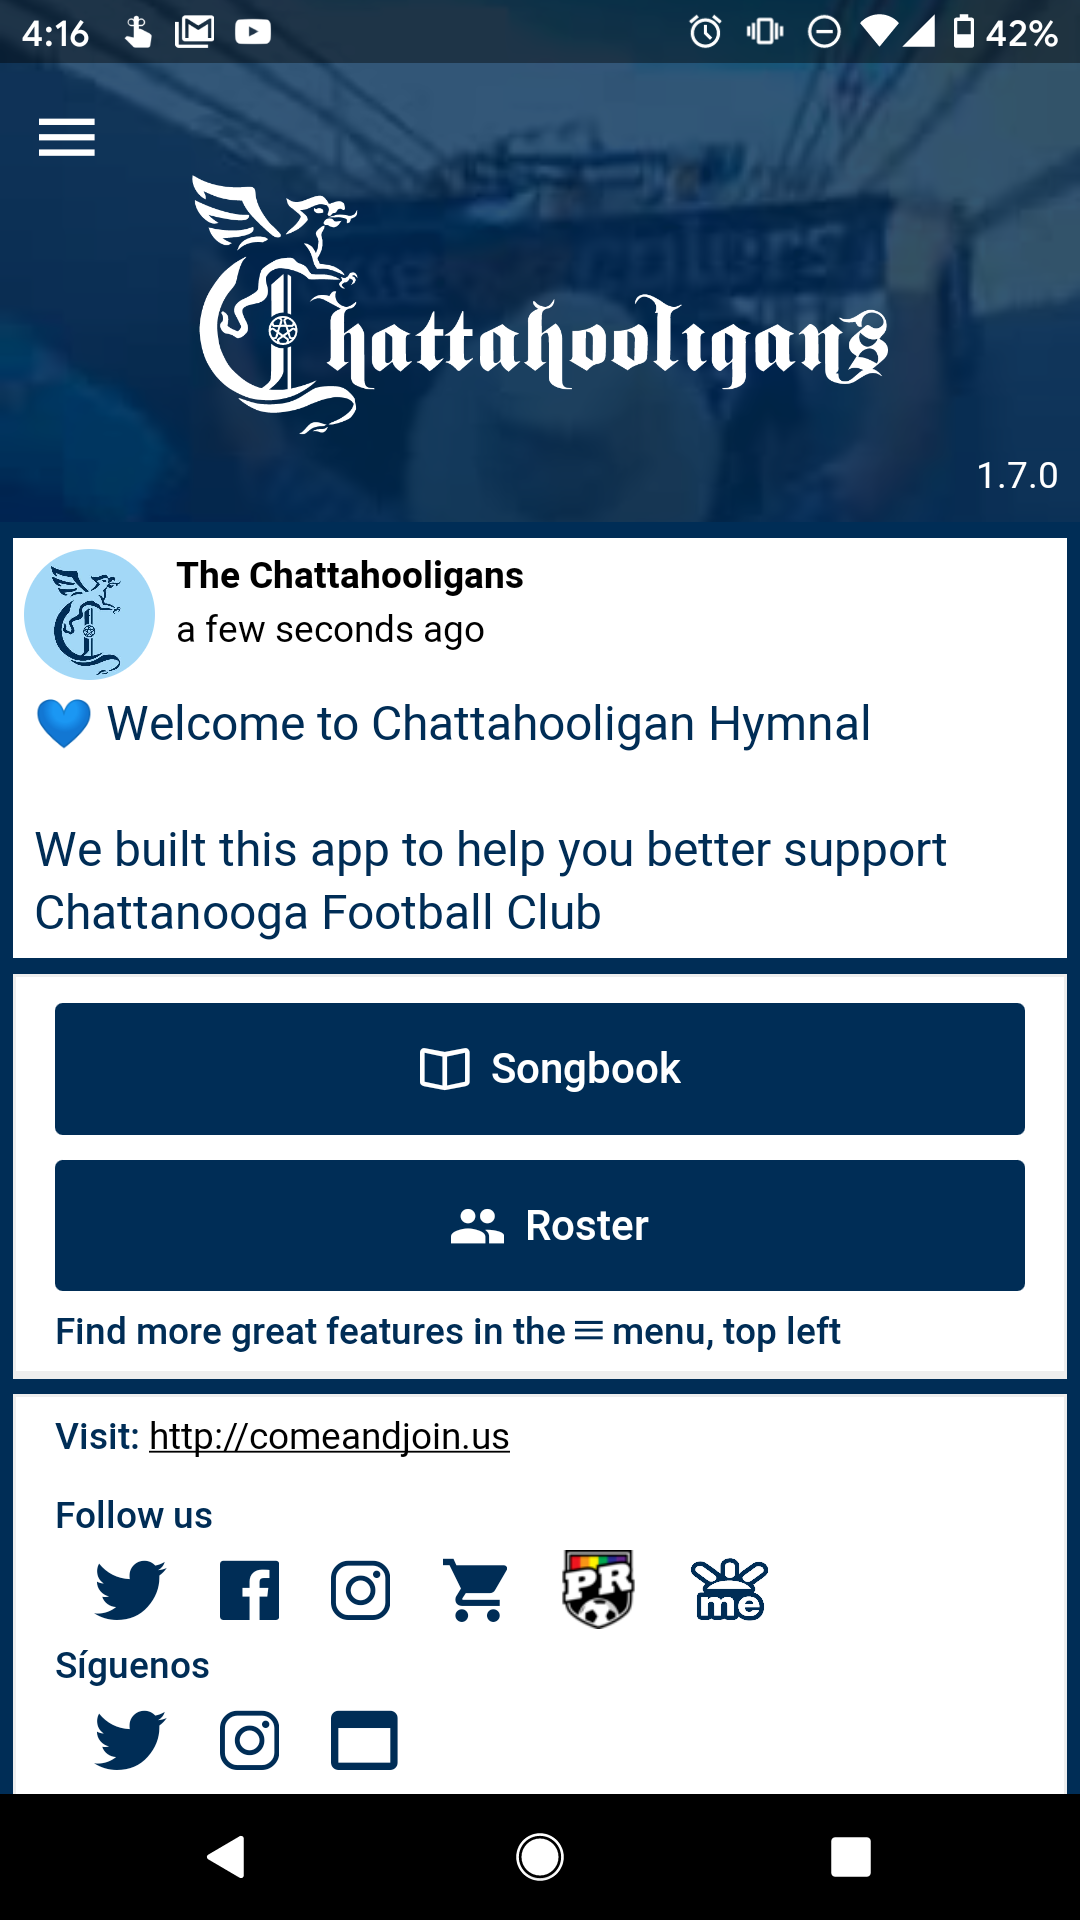 4:16
42%
Chattahooligans
1.7.0
The Chattahooligans
a few seconds ago
💙 Welcome to Chattahooligan Hymnal
We built this app to help you better support
Chattanooga Football Club
Songbook
Roster
Find more great features in the ≡ menu, top left
Visit: http://comeandjoin.us
Follow us
PR
me
Síguenos